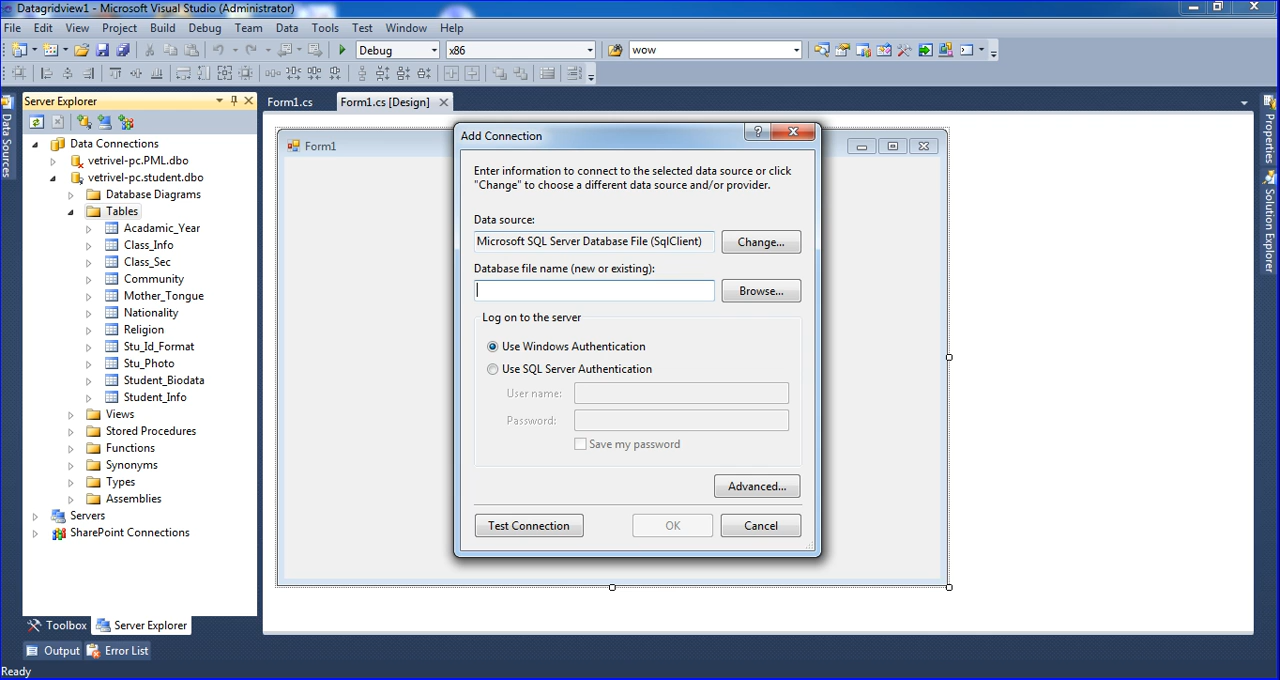 Datagridview1 - Microsoft Visual Studio (Administrator)
File Edit View Project Build Debug Team Data Tools Test Window Help
Debug x86 wow
Server Explorer
Form1.cs Form1.cs [Design]
Data Sources
Data Connections
vetrivel-pc.PML.dbo
vetrivel-pc.student.dbo
Database Diagrams
Tables
Acadamic_Year
Class_Info
Class_Sec
Community
Mother_Tongue
Nationality
Religion
Stu_Id_Format
Stu_Photo
Student_Biodata
Student_Info
Views
Stored Procedures
Functions
Synonyms
Types
Assemblies
Servers
SharePoint Connections
Toolbox Server Explorer
Output Error List
Ready
Form1
Add Connection
?
Enter information to connect to the selected data source or click
"Change" to choose a different data source and/or provider.
Data source:
Microsoft SQL Server Database File (SqlClient) Change...
Database file name (new or existing):
Browse...
Log on to the server
Use Windows Authentication
Use SQL Server Authentication
User name:
Password:
Save my password
Advanced...
Test Connection OK Cancel
Properties
Solution Explorer